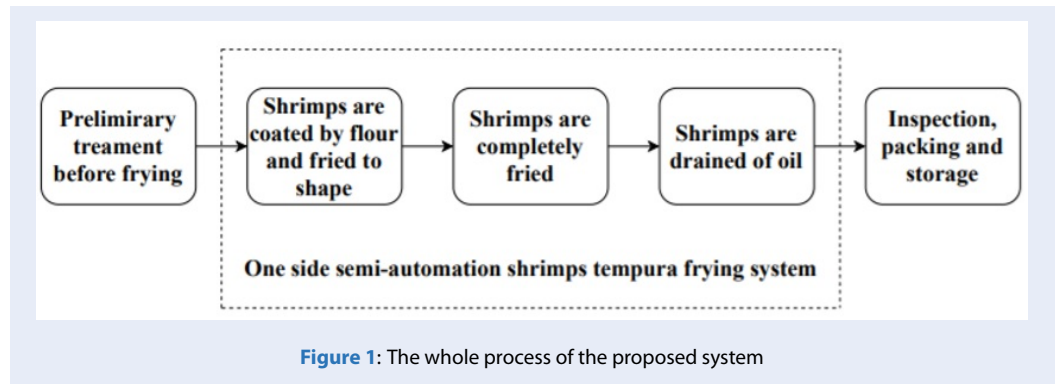 Prelimirary
treament
before frying
Shrimps are
coated by flour
and fried to
shape
Shrimps are
completely
fried
Shrimps are
drained of oil
Inspection,
packing and
storage
One side semi-automation shrimps tempura frying system
Figure 1: The whole process of the proposed system